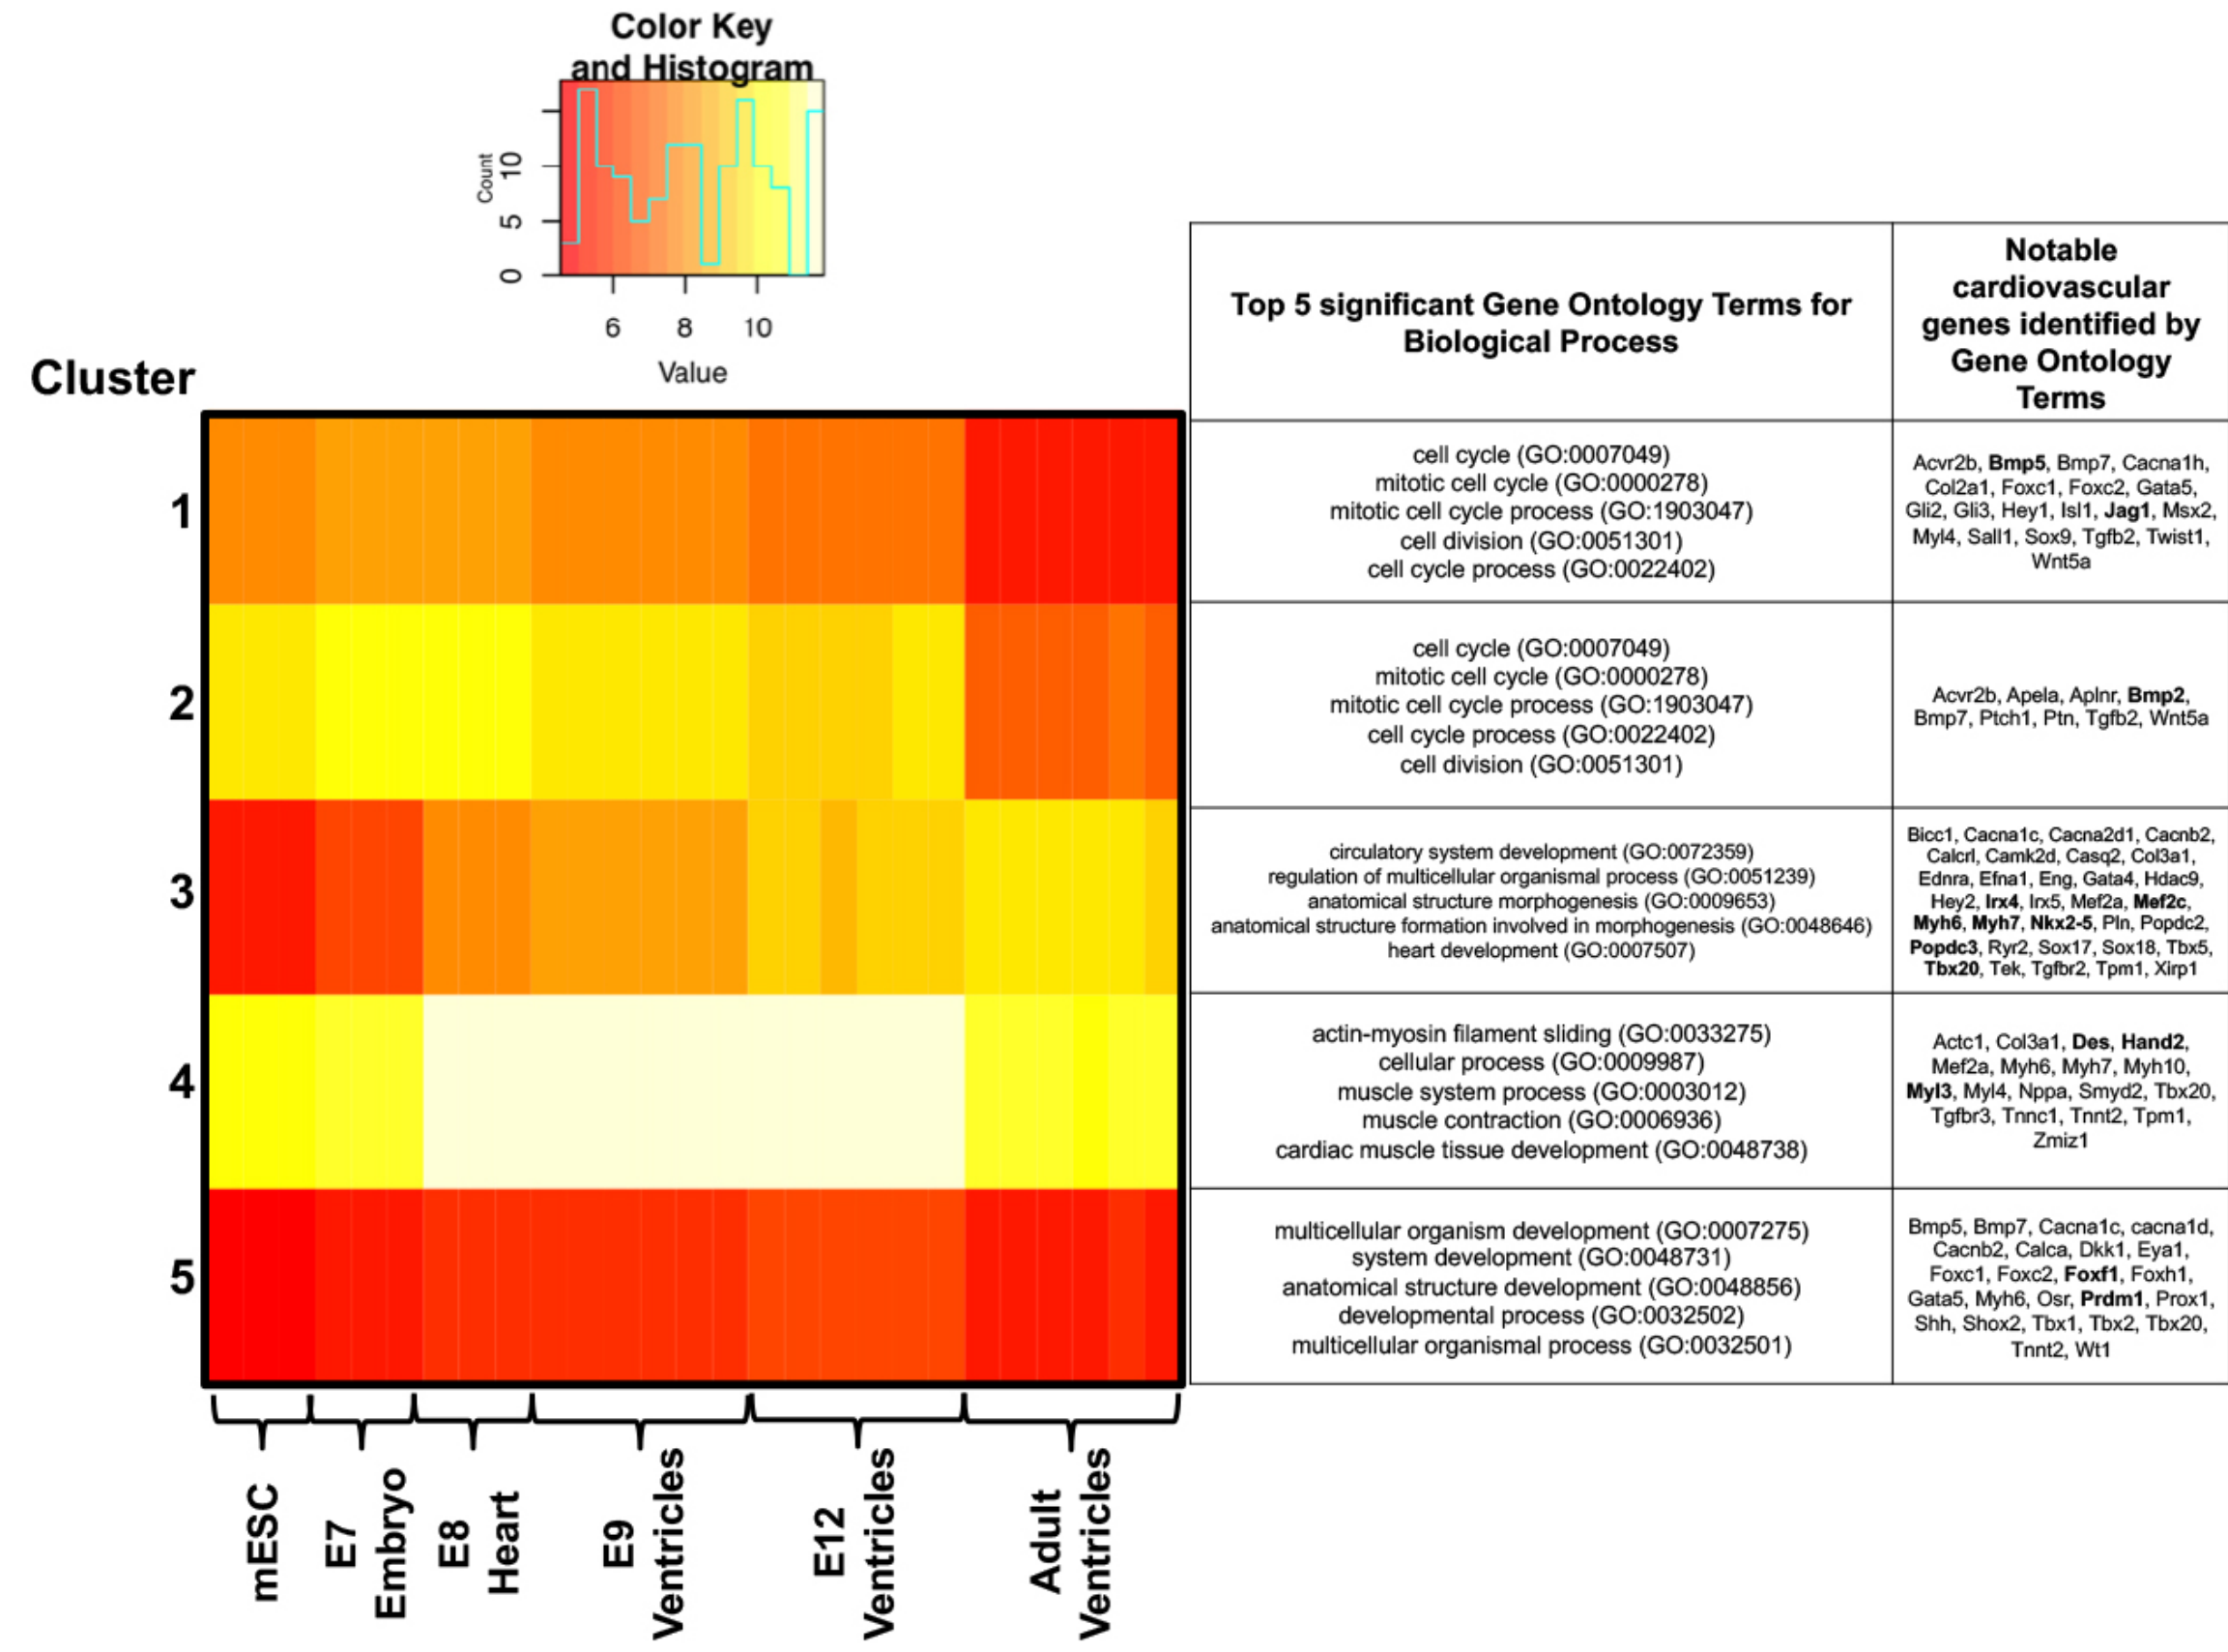 Color Key
and Histogram
Count
0
5
10
6
8
10
Value
Cluster
Top 5 significant Gene Ontology Terms for
Biological Process
Notable
cardiovascular
genes identified by
Gene Ontology
Terms
1
cell cycle (GO:0007049)
mitotic cell cycle (GO:0000278)
mitotic cell cycle process (GO:1903047)
cell division (GO:0051301)
cell cycle process (GO:0022402)
Acvr2b, Bmp5, Bmp7, Cacna1h,
Col2a1, Foxc1, Foxc2, Gata5,
Gli2, Gli3, Hey1, Isl1, Jag1, Msx2,
Myl4, Sall1, Sox9, Tgfb2, Twist1,
Wnt5a
2
cell cycle (GO:0007049)
mitotic cell cycle (GO:0000278)
mitotic cell cycle process (GO:1903047)
cell cycle process (GO:0022402)
cell division (GO:0051301)
Acvr2b, Apela, Aplnr, Bmp2,
Bmp7, Ptch1, Ptn, Tgfb2, Wnt5a
3
circulatory system development (GO:0072359)
regulation of multicellular organismal process (GO:0051239)
anatomical structure morphogenesis (GO:0009653)
anatomical structure formation involved in morphogenesis (GO:0048646)
heart development (GO:0007507)
Bicc1, Cacna1c, Cacna2d1, Cacnb2,
Calcrl, Camk2d, Casq2, Col3a1,
Ednra, Efna1, Eng, Gata4, Hdac9,
Hey2, Irx4, Irx5, Mef2a, Mef2c,
Myh6, Myh7, Nkx2-5, Pln, Popdc2,
Popdc3, Ryr2, Sox17, Sox18, Tbx5,
Tbx20, Tek, Tgfbr2, Tpm1, Xirp1
4
actin-myosin filament sliding (GO:0033275)
cellular process (GO:0009987)
muscle system process (GO:0003012)
muscle contraction (GO:0006936)
cardiac muscle tissue development (GO:0048738)
Actc1, Col3a1, Des, Hand2,
Mef2a, Myh6, Myh7, Myh10,
Myl3, Myl4, Nppa, Smyd2, Tbx20,
Tgfbr3, Tnnc1, Tnnt2, Tpm1,
Zmiz1
5
multicellular organism development (GO:0007275)
system development (GO:0048731)
anatomical structure development (GO:0048856)
developmental process (GO:0032502)
multicellular organismal process (GO:0032501)
Bmp5, Bmp7, Cacna1c, cacna1d,
Cacnb2, Calca, Dkk1, Eya1,
Foxc1, Foxc2, Foxf1, Foxh1,
Gata5, Myh6, Osr, Prdm1, Prox1,
Shh, Shox2, Tbx1, Tbx2, Tbx20,
Tnnt2, Wt1
mESC
E7
Embryo
E8
Heart
E9
Ventricles
E12
Ventricles
Adult
Ventricles